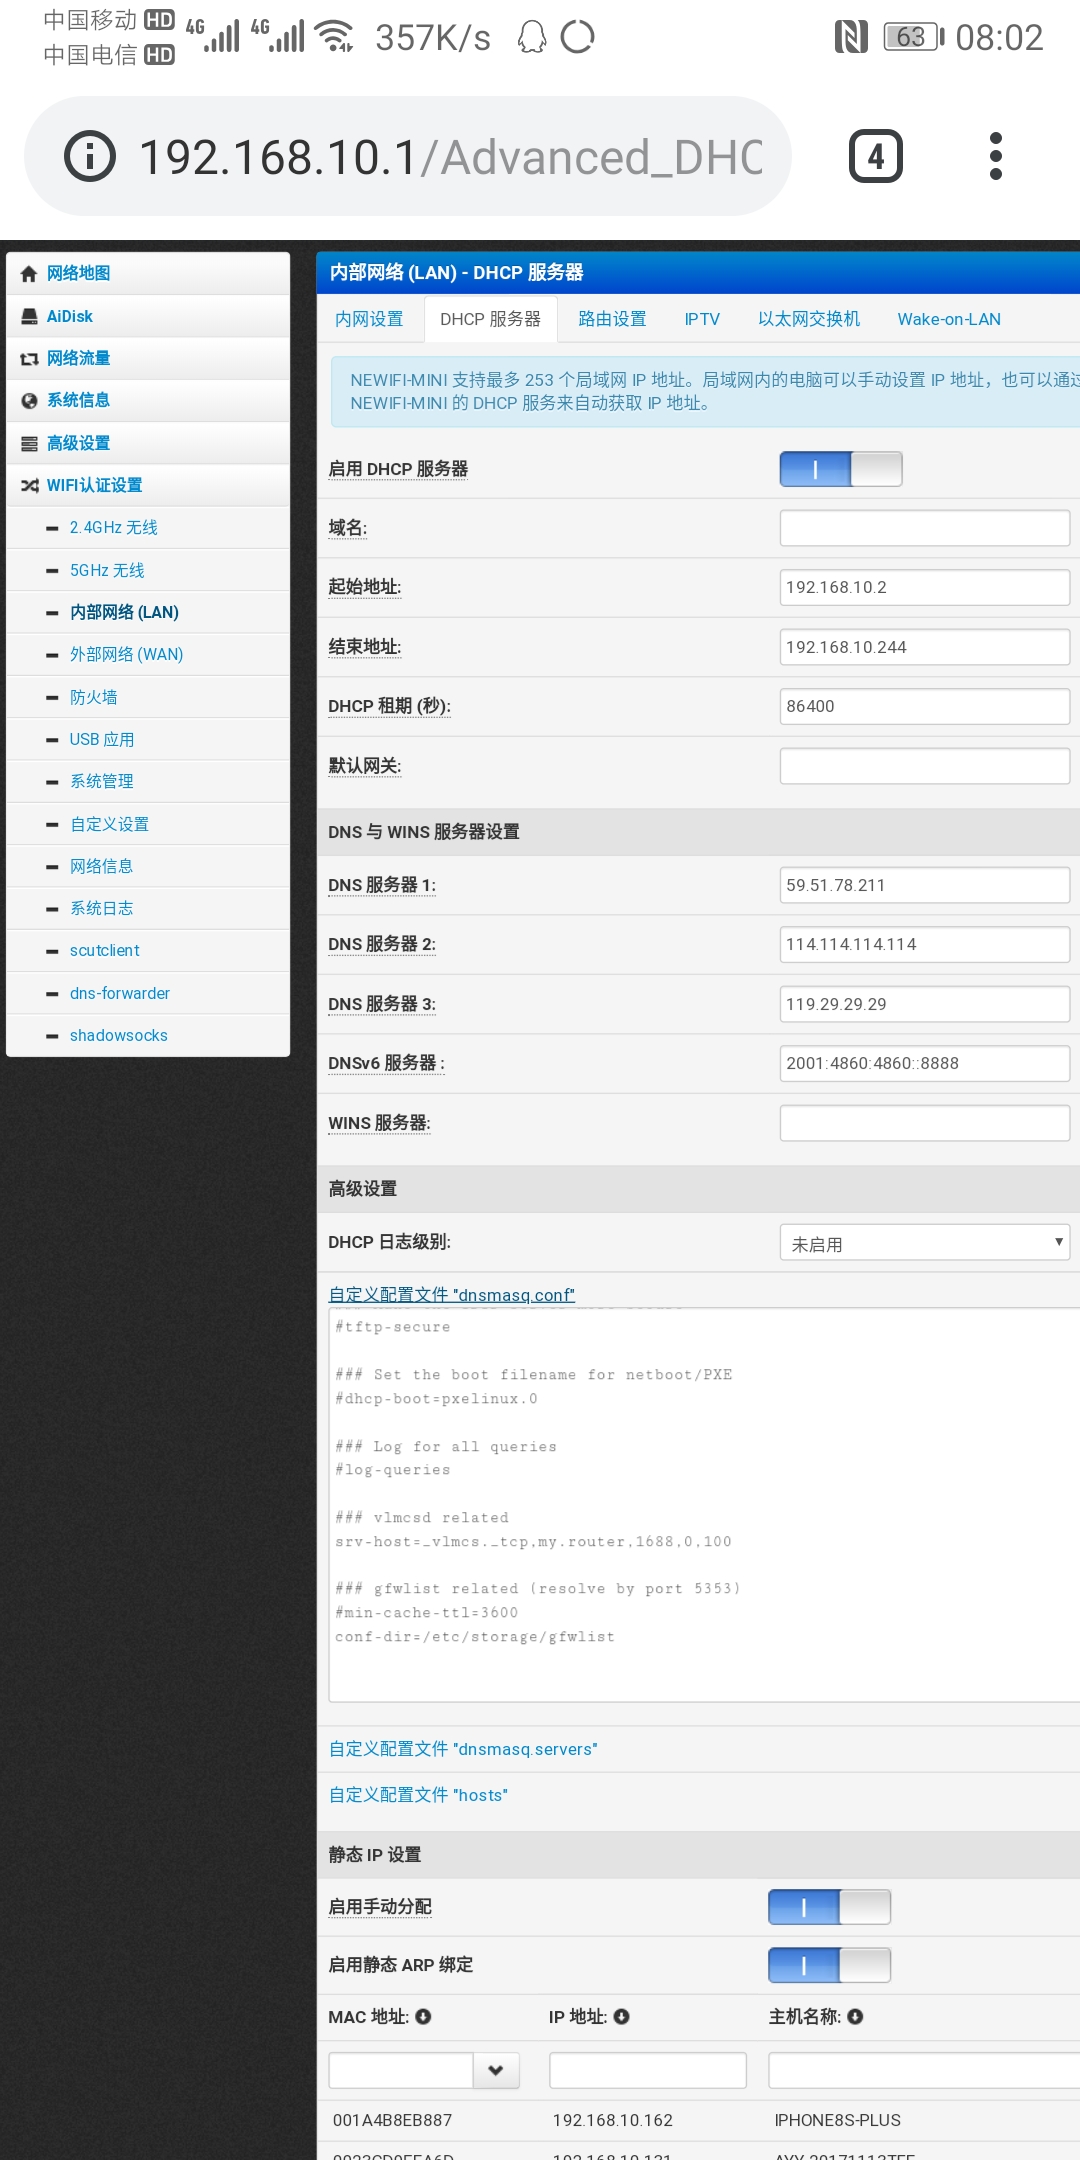 中国移动 HD
中国电信 HD
4G 4G 357K/s 63 08:02
192.168.10.1/Advanced_DHC
4
网络地图
AiDisk
网络流量
系统信息
高级设置
WIFI认证设置
2.4GHz 无线
5GHz 无线
内部网络 (LAN)
外部网络 (WAN)
防火墙
USB 应用
系统管理
自定义设置
网络信息
系统日志
scutclient
dns-forwarder
shadowsocks
内部网络 (LAN) - DHCP 服务器
内网设置 DHCP 服务器 路由设置 IPTV 以太网交换机 Wake-on-LAN
NEWIFI-MINI 支持最多 253 个局域网 IP 地址。局域网内的电脑可以手动设置 IP 地址，也可以通过
NEWIFI-MINI 的 DHCP 服务来自动获取 IP 地址。
启用 DHCP 服务器
域名:
起始地址: 192.168.10.2
结束地址: 192.168.10.244
DHCP 租期 (秒): 86400
默认网关:
DNS 与 WINS 服务器设置
DNS 服务器 1: 59.51.78.211
DNS 服务器 2: 114.114.114.114
DNS 服务器 3: 119.29.29.29
DNSv6 服务器 : 2001:4860:4860::8888
WINS 服务器:
高级设置
DHCP 日志级别: 未启用
自定义配置文件 "dnsmasq.conf"
#tftp-secure
### Set the boot filename for netboot/PXE
#dhcp-boot=pxelinux.0
### Log for all queries
#log-queries
### vlmcsd related
srv-host=_vlmcs._tcp,my.router,1688,0,100
### gfwlist related (resolve by port 5353)
#min-cache-ttl=3600
conf-dir=/etc/storage/gfwlist
自定义配置文件 "dnsmasq.servers"
自定义配置文件 "hosts"
静态 IP 设置
启用手动分配
启用静态 ARP 绑定
MAC 地址: IP 地址: 主机名称:
001A4B8EB887 192.168.10.162 IPHONE8S-PLUS